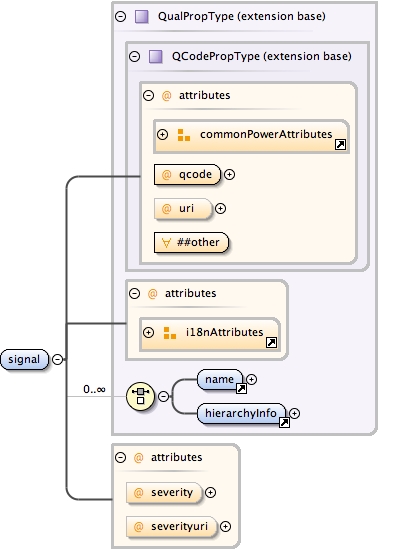 QualPropType (extension base)
QCodePropType (extension base)
@ attributes
commonPowerAttributes
@ qcode
@ uri
∀ ##other
@ attributes
i18nAttributes
signal
0..∞
name
hierarchyInfo
@ attributes
@ severity
@ severityuri